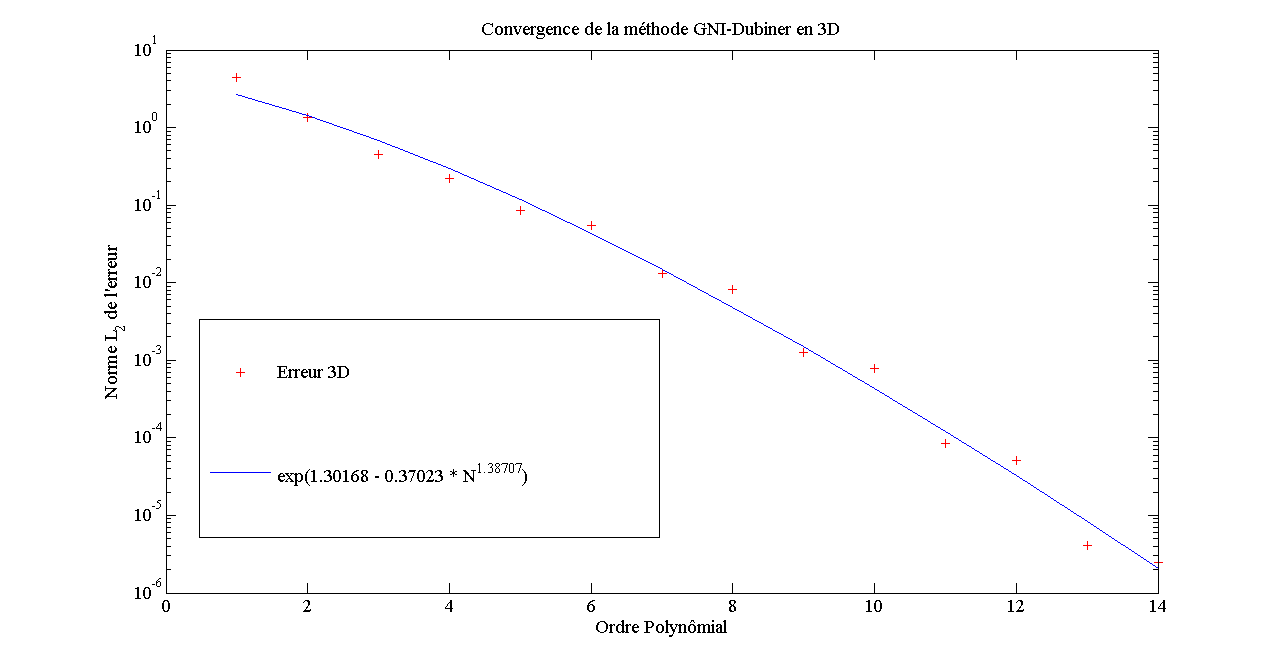 Convergence de la méthode GNI-Dubiner en 3D
10^1
10^0
10^-1
10^-2
10^-3
10^-4
10^-5
10^-6
Norme L_2 de l'erreur
Erreur 3D
exp(1.30168 - 0.37023 * N^1.38707)
0 2 4 6 8 10 12 14
Ordre Polynômial